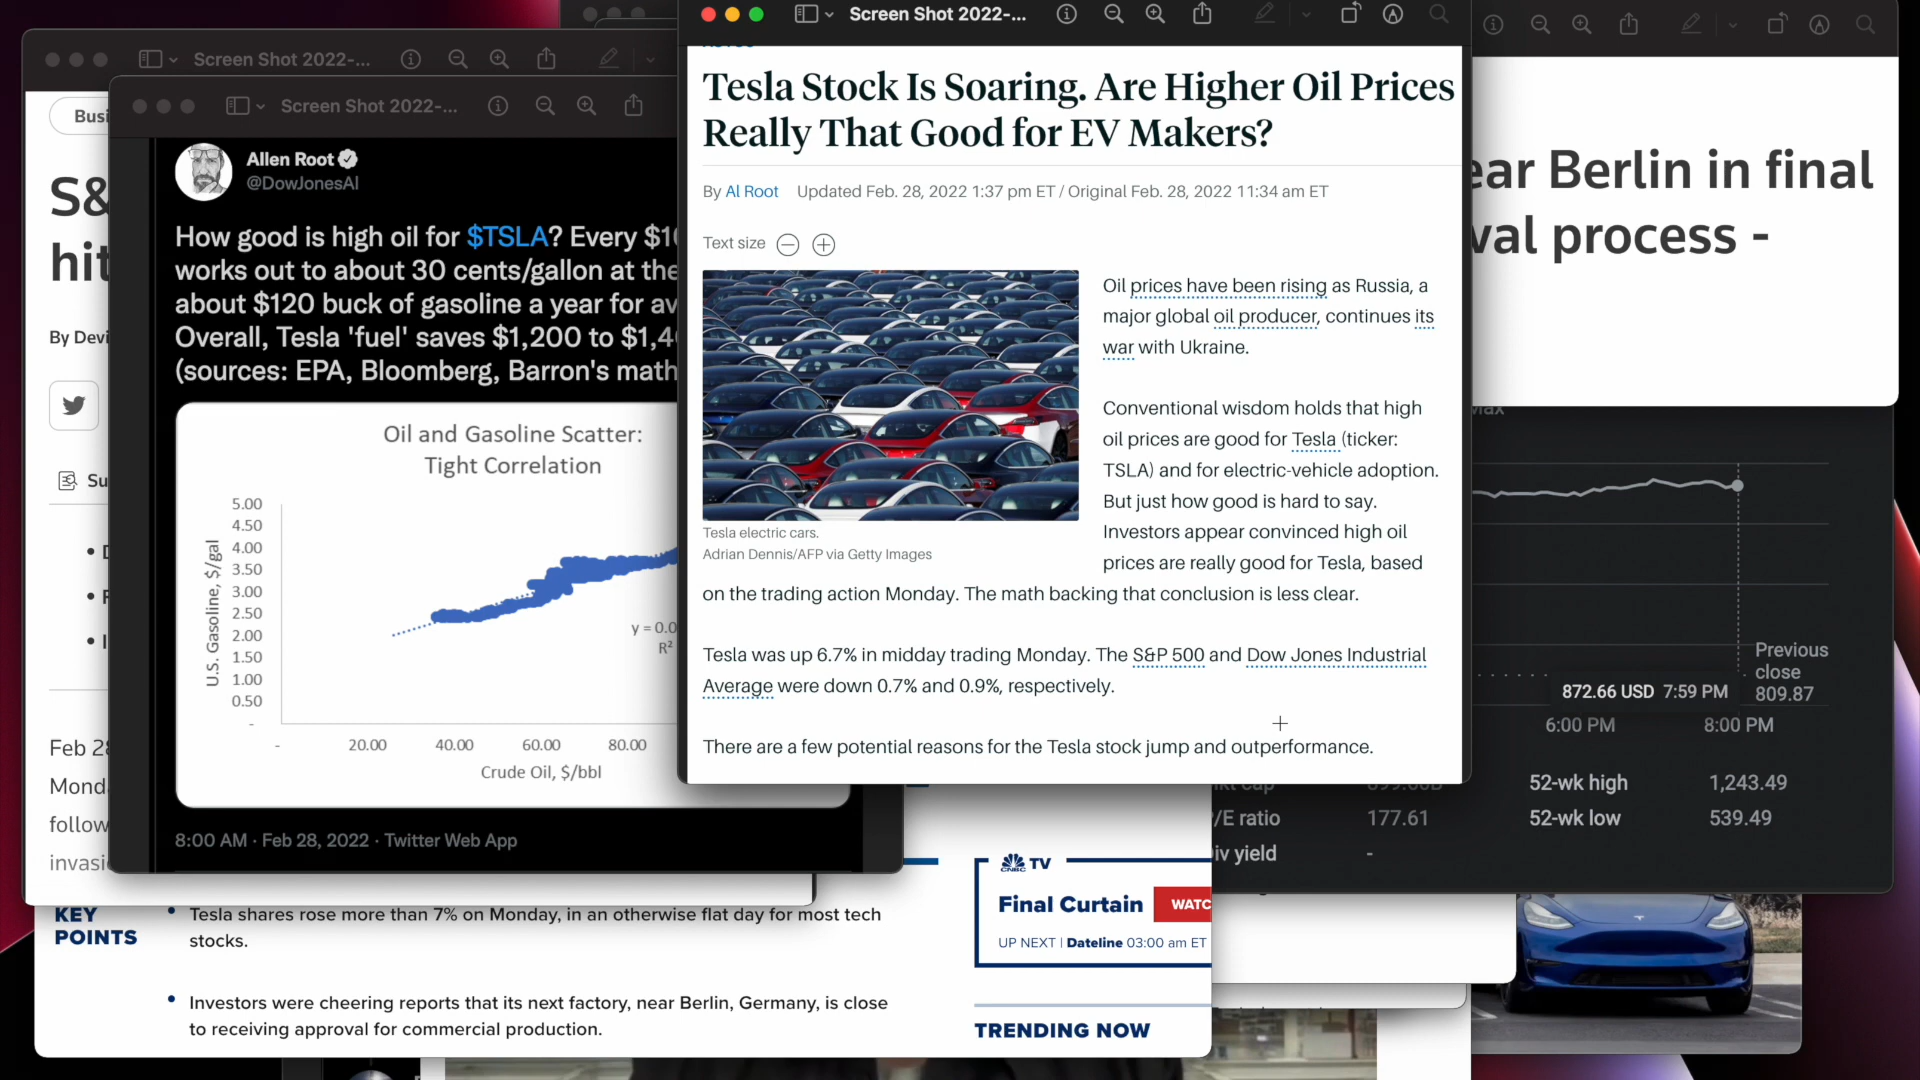 Screen Shot 2022-...
Tesla Stock Is Soaring. Are Higher Oil Prices
Really That Good for EV Makers?
By Al Root Updated Feb. 28, 2022 1:37 pm ET / Original Feb. 28, 2022 11:34 am ET
Text size
Oil prices have been rising as Russia, a
major global oil producer, continues its
war with Ukraine.
Conventional wisdom holds that high
oil prices are good for Tesla (ticker:
TSLA) and for electric-vehicle adoption.
But just how good is hard to say.
Investors appear convinced high oil
prices are really good for Tesla, based
on the trading action Monday. The math backing that conclusion is less clear.
Tesla electric cars.
Adrian Dennis/AFP via Getty Images
Tesla was up 6.7% in midday trading Monday. The S&P 500 and Dow Jones Industrial
Average were down 0.7% and 0.9%, respectively.
There are a few potential reasons for the Tesla stock jump and outperformance.
Screen Shot 2022-...
Busi
S&
hit
By Devi
Su
Feb 28
Mond
follow
invasi
Screen Shot 2022-...
Allen Root
@DowJonesAl
How good is high oil for $TSLA? Every $10
works out to about 30 cents/gallon at the
about $120 buck of gasoline a year for av
Overall, Tesla 'fuel' saves $1,200 to $1,4
(sources: EPA, Bloomberg, Barron's math
Oil and Gasoline Scatter:
Tight Correlation
U.S. Gasoline, $/gal
5.00
4.50
4.00
3.50
3.00
2.50
2.00
1.50
1.00
0.50
-
y = 0.0
R²
- 20.00 40.00 60.00 80.00
Crude Oil, $/bbl
8:00 AM · Feb 28, 2022 · Twitter Web App
ear Berlin in final
val process -
Max
Previous
close
809.87
872.66 USD 7:59 PM
6:00 PM 8:00 PM
52-wk high 1,243.49
/E ratio 177.61 52-wk low 539.49
iv yield -
KEY
POINTS
• Tesla shares rose more than 7% on Monday, in an otherwise flat day for most tech
stocks.
• Investors were cheering reports that its next factory, near Berlin, Germany, is close
to receiving approval for commercial production.
CNBC TV
Final Curtain WATC
UP NEXT | Dateline 03:00 am ET
TRENDING NOW